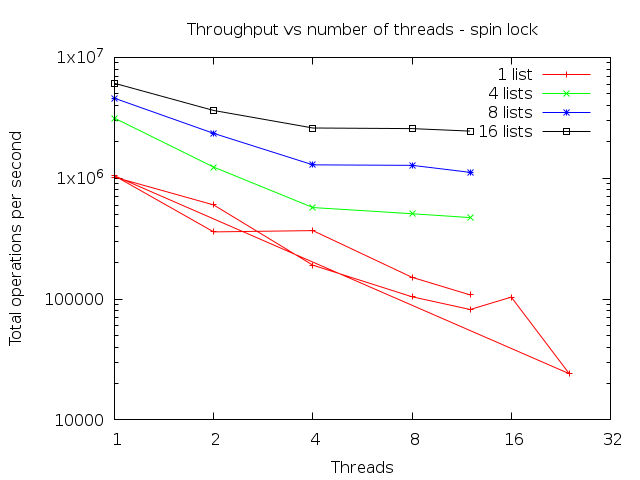 Throughput vs number of threads - spin lock
1x10^7
1x10^6
100000
10000
Total operations per second
1 list
4 lists
8 lists
16 lists
1 2 4 8 16 32
Threads